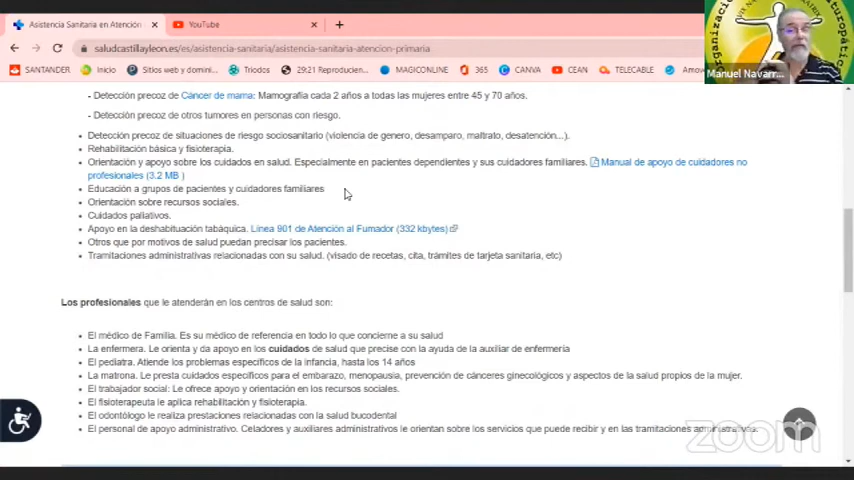 Asistencia Sanitaria en Atención
YouTube
saludcastillayleon.es/es/asistencia-sanitaria/asistencia-sanitaria-atencion-primaria
SANTANDER
Inicio
Sitios web y domini...
Triodos
29:21 Reproducien...
MAGICONLINE
365
CANVA
CEAN
TELECABLE
Manuel Navarr...
- Detección precoz de Cáncer de mama: Mamografía cada 2 años a todas las mujeres entre 45 y 70 años.
- Detección precoz de otros tumores en personas con riesgo.
Detección precoz de situaciones de riesgo sociosanitario (violencia de genero, desamparo, maltrato, desatención...).
Rehabilitación básica y fisioterapia.
Orientación y apoyo sobre los cuidados en salud. Especialmente en pacientes dependientes y sus cuidadores familiares. Manual de apoyo de cuidadores no
profesionales (3.2 MB )
Educación a grupos de pacientes y cuidadores familiares
Orientación sobre recursos sociales.
Cuidados paliativos.
Apoyo en la deshabituación tabáquica. Línea 901 de Atención al Fumador (332 kbytes)
Otros que por motivos de salud puedan precisar los pacientes.
Tramitaciones administrativas relacionadas con su salud. (visado de recetas, cita, trámites de tarjeta sanitaria, etc)
Los profesionales que le atenderán en los centros de salud son:
El médico de Familia. Es su médico de referencia en todo lo que concierne a su salud
La enfermera. Le orienta y da apoyo en los cuidados de salud que precise con la ayuda de la auxiliar de enfermería
El pediatra. Atiende los problemas específicos de la infancia, hasta los 14 años
La matrona. Le presta cuidados específicos para el embarazo, menopausia, prevención de cánceres ginecológicos y aspectos de la salud propios de la mujer.
El trabajador social: Le ofrece apoyo y orientación en los recursos sociales.
El fisioterapeuta le aplica rehabilitación y fisioterapia.
El odontólogo le realiza prestaciones relacionadas con la salud bucodental
El personal de apoyo administrativo. Celadores y auxiliares administrativos le orientan sobre los servicios que puede recibir y en las tramitaciones administrativas.
zoom